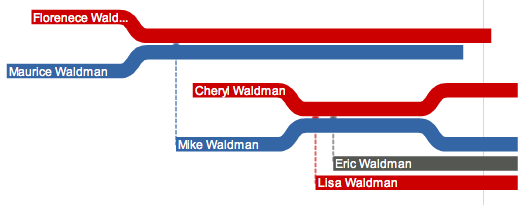 Florenece Wald...
Maurice Waldman
Cheryl Waldman
Mike Waldman
Eric Waldman
Lisa Waldman